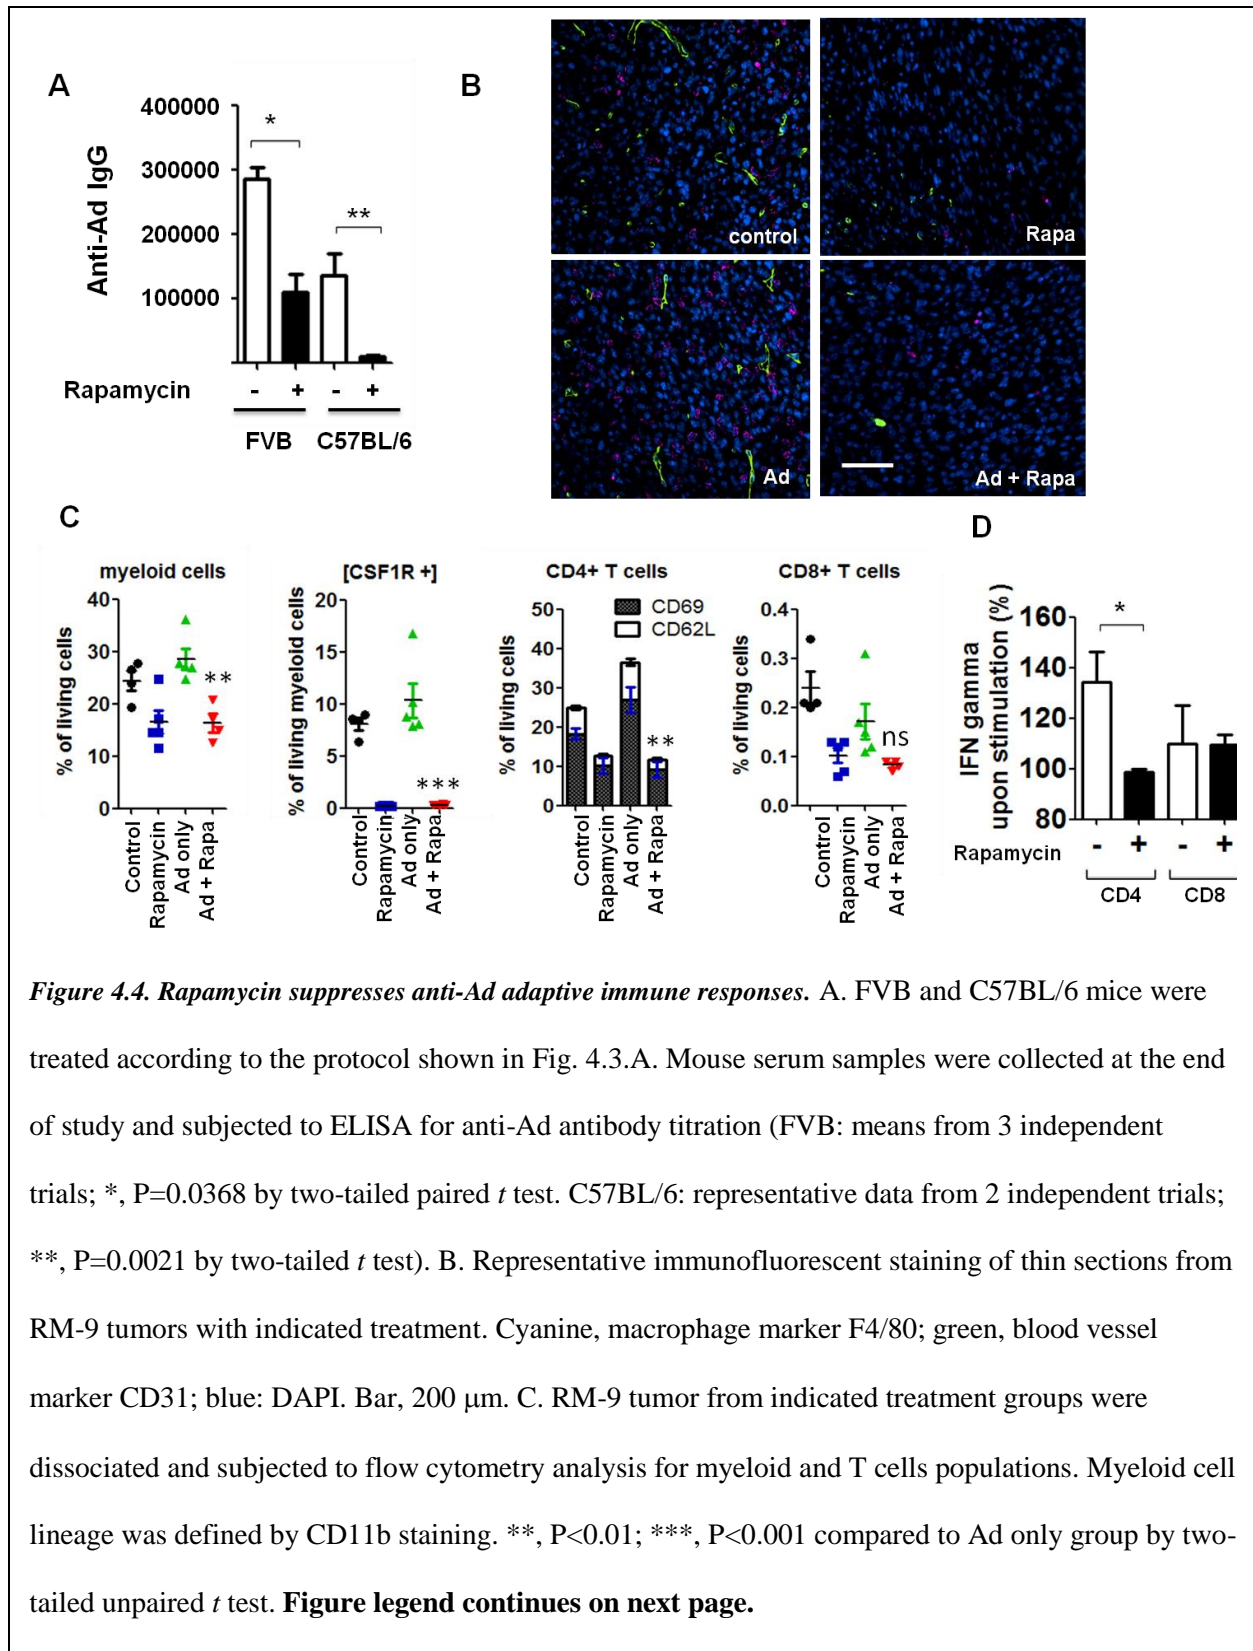 A
Anti-Ad IgG
400000
300000
200000
100000
*
**
Rapamycin - + - +
FVB C57BL/6
B
control
Rapa
Ad
Ad + Rapa
C
myeloid cells
% of living cells
40
30
20
10
0
**
Control
Rapamycin
Ad only
Ad + Rapa
[CSF1R +]
% of living myeloid cells
20
15
10
5
0
***
Control
Rapamycin
Ad only
Ad + Rapa
CD4+ T cells
% of living cells
50
40
30
20
10
0
CD69
CD62L
**
Control
Rapamycin
Ad only
Ad + Rapa
CD8+ T cells
% of living cells
0.4
0.3
0.2
0.1
0.0
ns
Control
Rapamycin
Ad only
Ad + Rapa
D
IFN gamma
upon stimulation (%)
160
140
120
100
80
*
Rapamycin - + - +
CD4 CD8
Figure 4.4. Rapamycin suppresses anti-Ad adaptive immune responses. A. FVB and C57BL/6 mice were
treated according to the protocol shown in Fig. 4.3.A. Mouse serum samples were collected at the end
of study and subjected to ELISA for anti-Ad antibody titration (FVB: means from 3 independent
trials; *, P=0.0368 by two-tailed paired t test. C57BL/6: representative data from 2 independent trials;
**, P=0.0021 by two-tailed t test). B. Representative immunofluorescent staining of thin sections from
RM-9 tumors with indicated treatment. Cyanine, macrophage marker F4/80; green, blood vessel
marker CD31; blue: DAPI. Bar, 200 μm. C. RM-9 tumor from indicated treatment groups were
dissociated and subjected to flow cytometry analysis for myeloid and T cells populations. Myeloid cell
lineage was defined by CD11b staining. **, P<0.01; ***, P<0.001 compared to Ad only group by two-
tailed unpaired t test. Figure legend continues on next page.